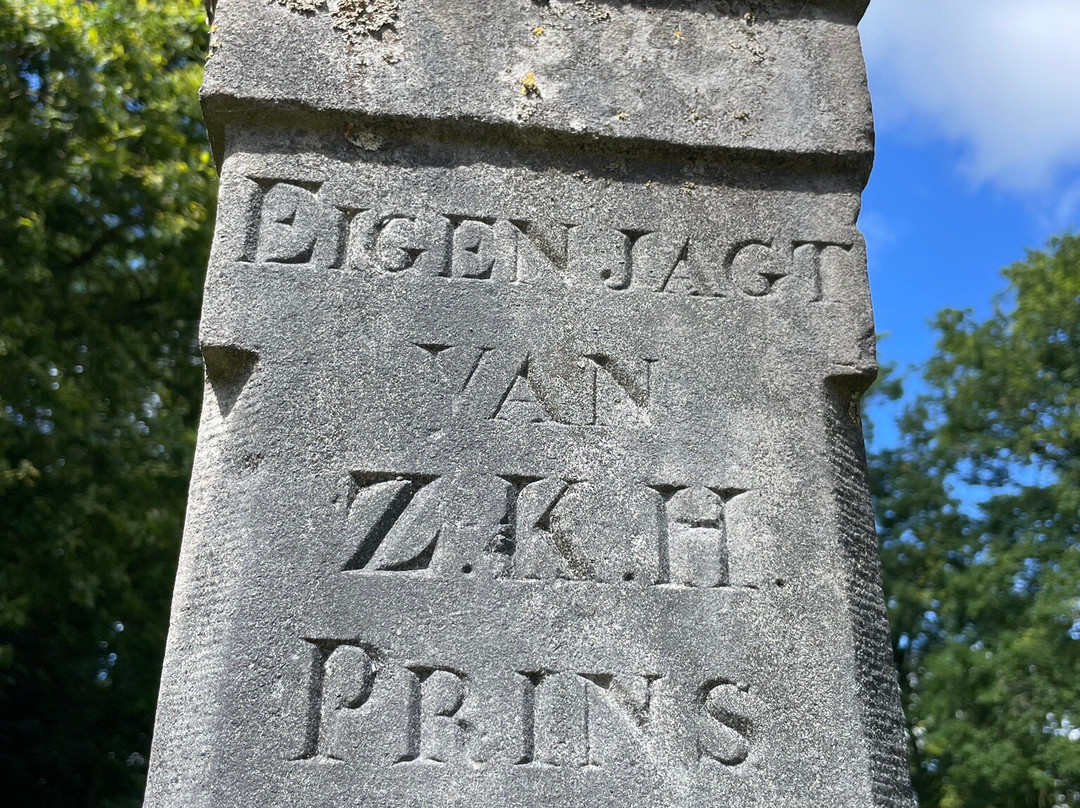 EIGEN JAGT
VAN
Z.K.H.
PRINS